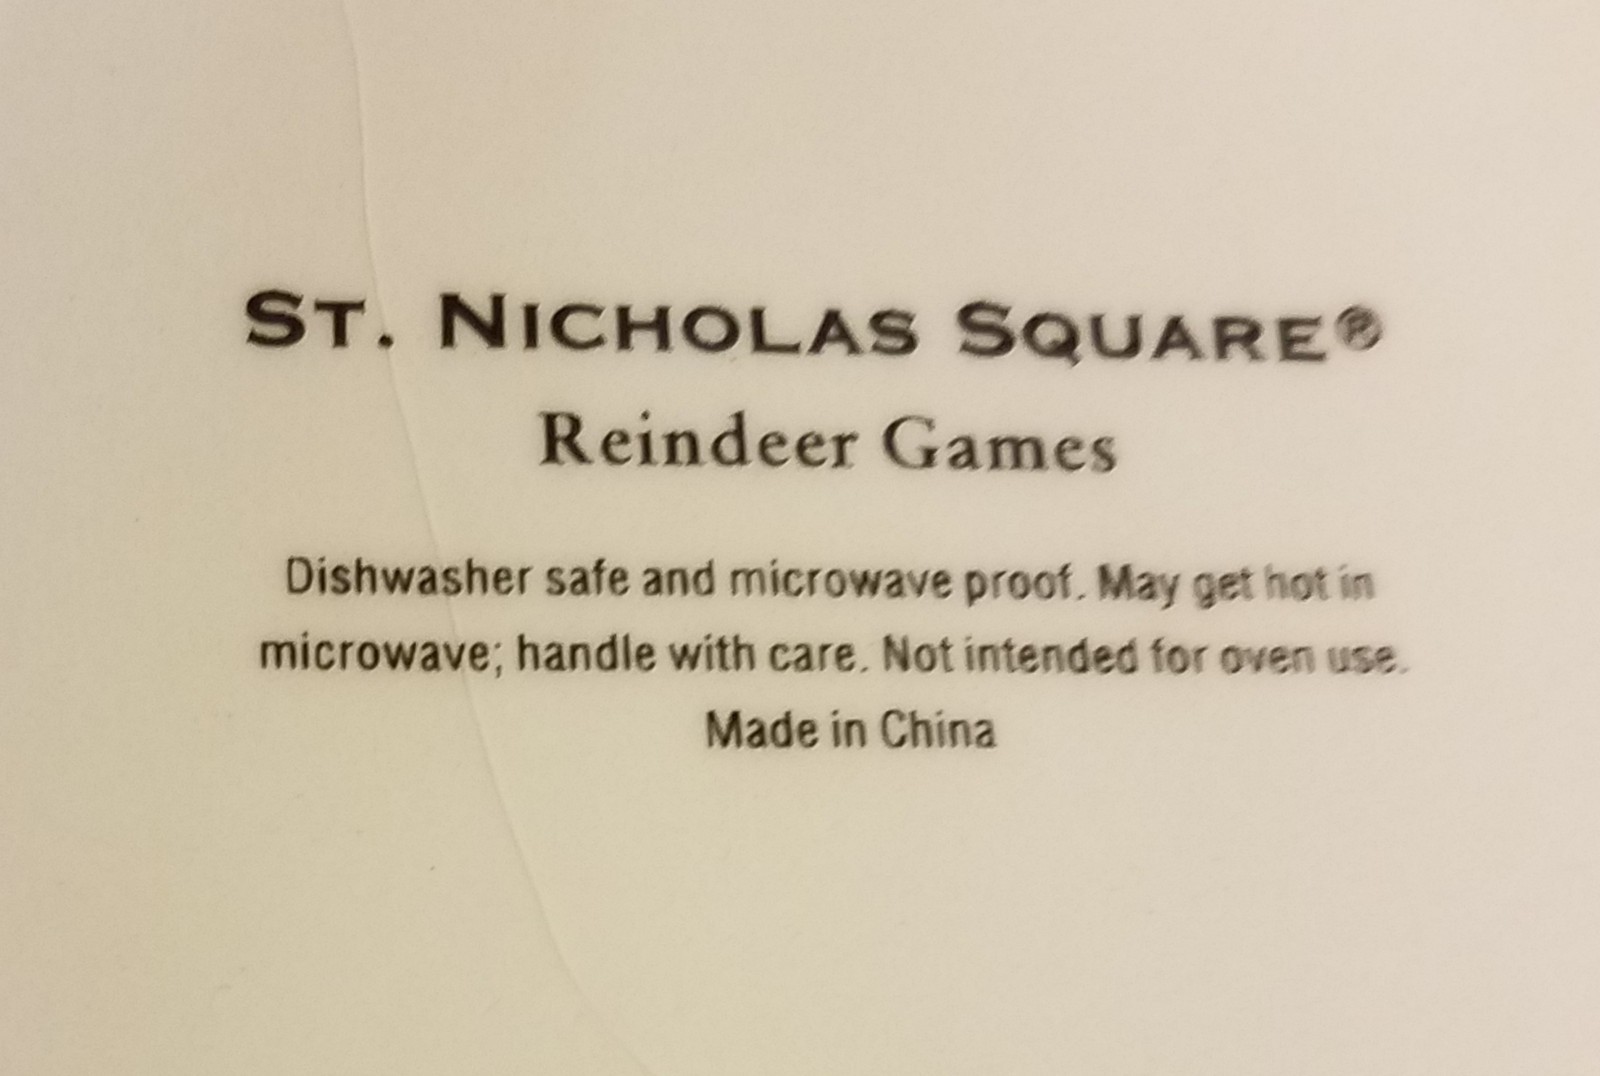 ST. NICHOLAS SQUARE®
Reindeer Games
Dishwasher safe and microwave proof. May get hot in
microwave; handle with care. Not intended for oven use.
Made in China